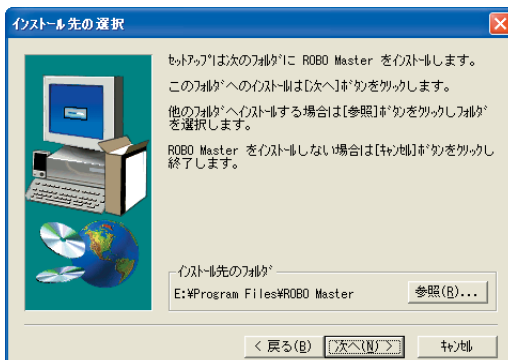 インストール先の選択
セットアップは次のフォルダに ROBO Master をインストールします。
このフォルダへのインストールは[次へ]ボタンをクリックします。
他のフォルダへインストールする場合は[参照]ボタンをクリックしフォルダ
を選択します。
ROBO Master をインストールしない場合は[キャンセル]ボタンをクリックし
終了します。
インストール先のフォルダ
E:¥Program Files¥ROBO Master
参照(R)...
< 戻る(B)
次へ(N) >
キャンセル